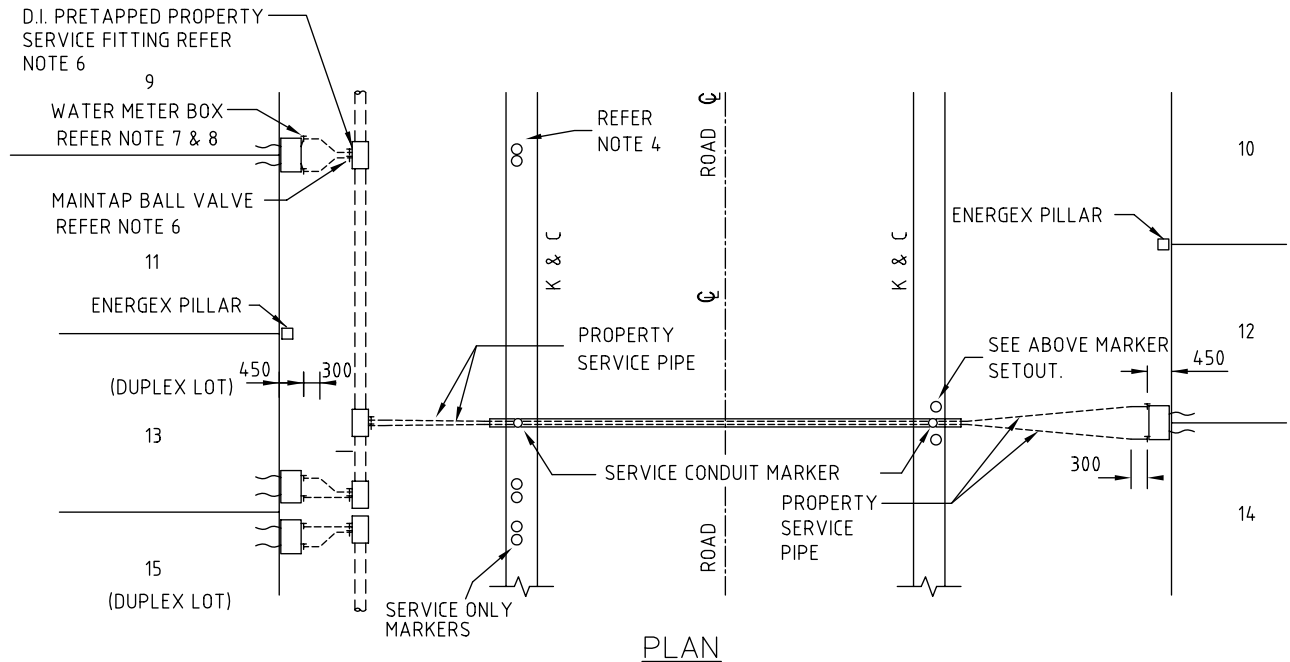 D.I. PRETAPPED PROPERTY
SERVICE FITTING REFER
NOTE 6
9
WATER METER BOX
REFER NOTE 7 & 8
MAINTAP BALL VALVE
REFER NOTE 6
11
ENERGEX PILLAR
450
300
(DUPLEX LOT)
13
15
(DUPLEX LOT)
REFER
NOTE 4
K & C
PROPERTY
SERVICE PIPE
SERVICE CONDUIT MARKER
SERVICE ONLY
MARKERS
ROAD ℄
℄
ROAD
K & C
10
ENERGEX PILLAR
12
SEE ABOVE MARKER
SETOUT.
450
300
PROPERTY
SERVICE
PIPE
14
PLAN